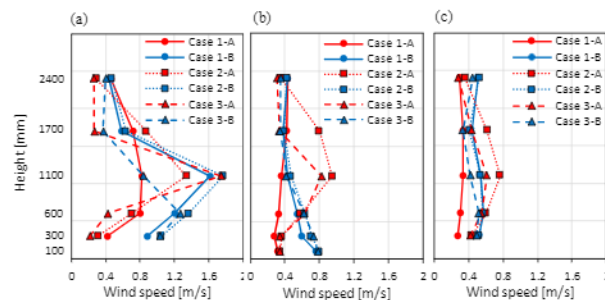 (a)
Case 1-A
Case 1-B
Case 2-A
Case 2-B
Case 3-A
Case 3-B
(b)
Case 1-A
Case 1-B
Case 2-A
Case 2-B
Case 3-A
Case 3-B
(c)
Case 1-A
Case 1-B
Case 2-A
Case 2-B
Case 3-A
Case 3-B
Height [mm]
2400
1700
1100
600
300
100
0 0.4 0.8 1.2 1.6 2
0 0.4 0.8 1.2 1.6 2
0 0.4 0.8 1.2 1.6 2
Wind speed [m/s]
Wind speed [m/s]
Wind speed [m/s]